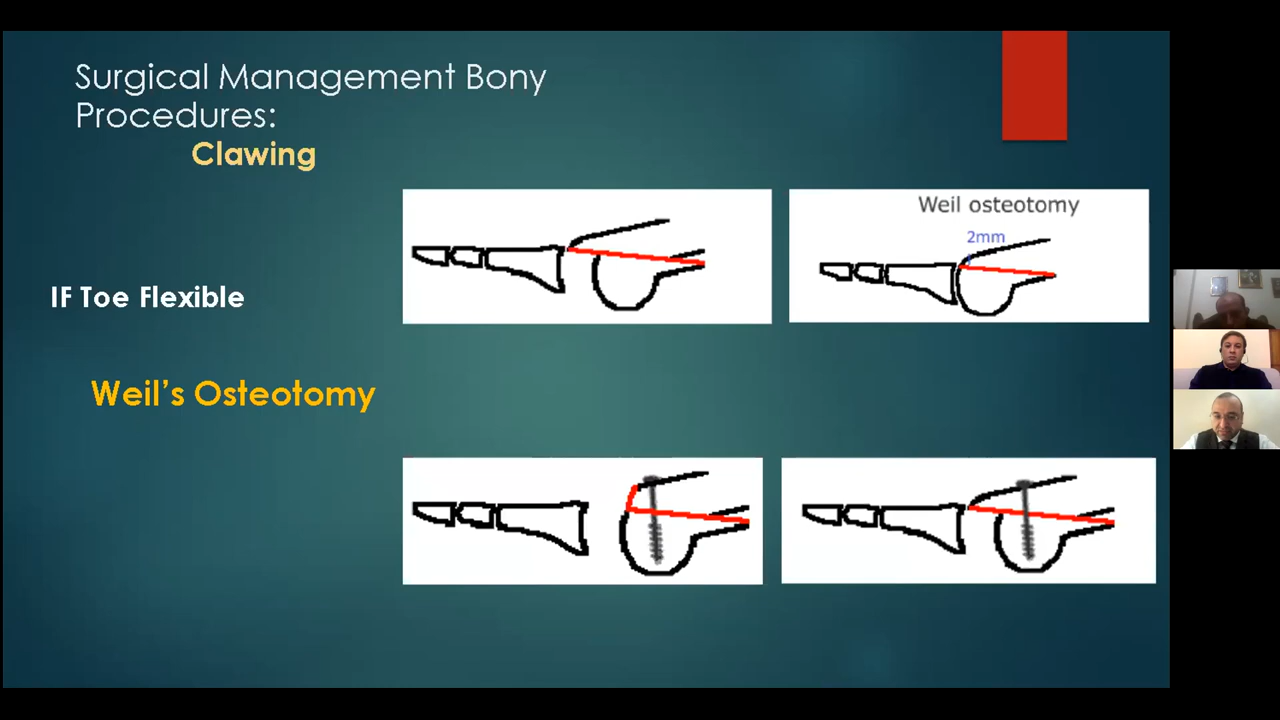 Surgical Management Bony
Procedures:
Clawing
Weil osteotomy
2mm
IF Toe Flexible
Weil’s Osteotomy